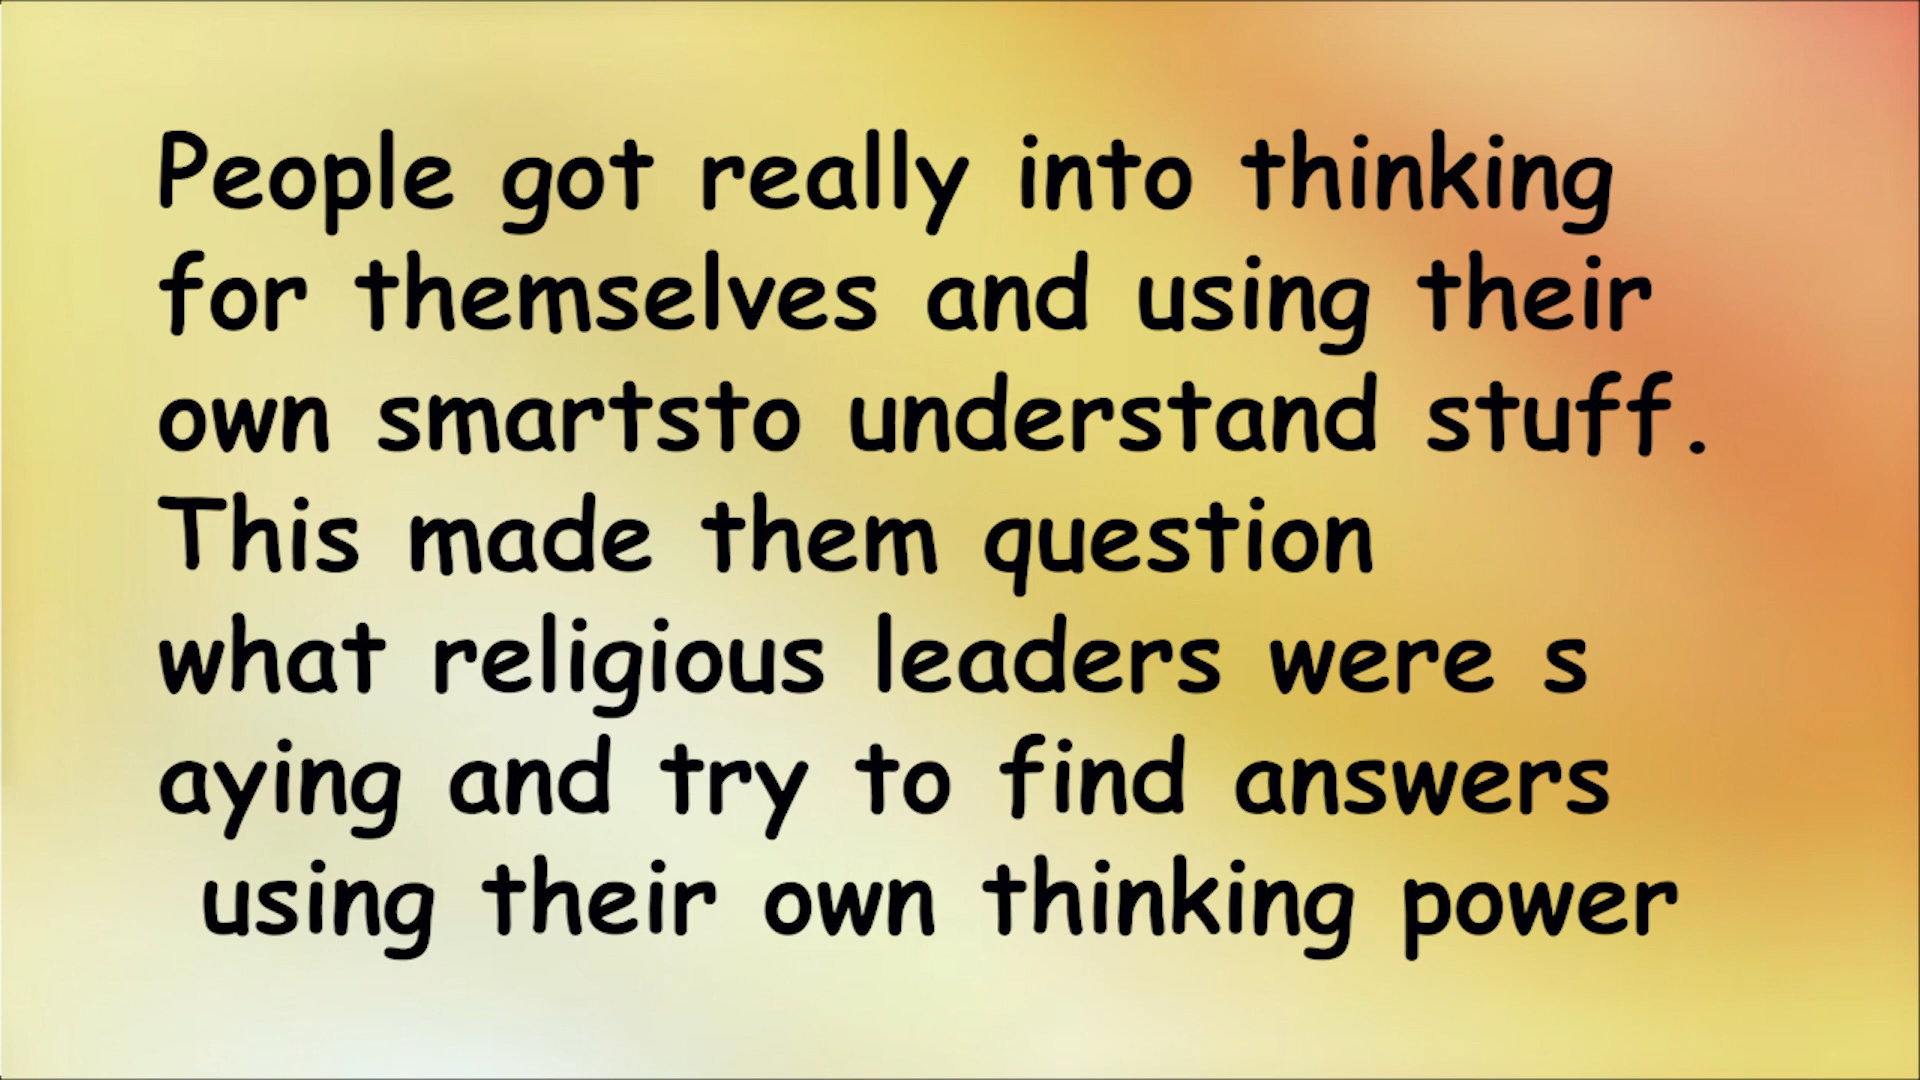 People got really into thinking
for themselves and using their
own smartsto understand stuff.
This made them question
what religious leaders were s
aying and try to find answers
using their own thinking power